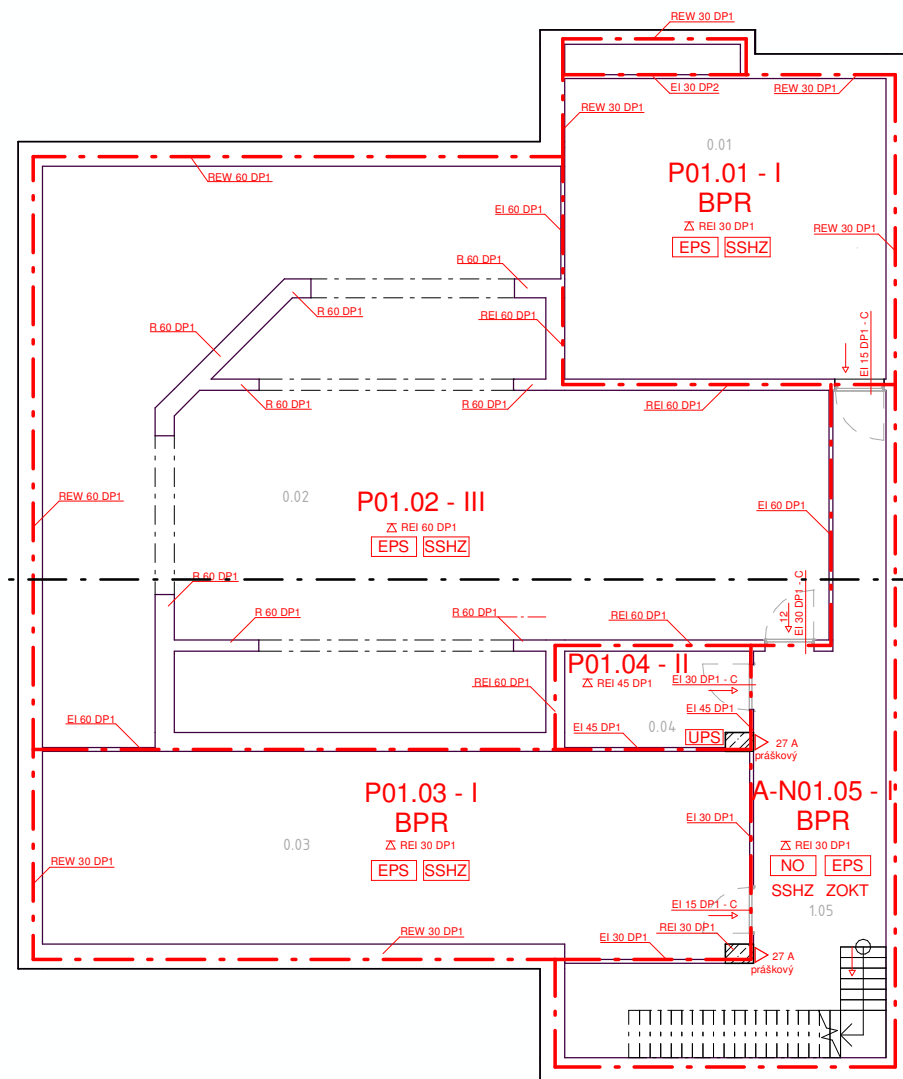 REW 30 DP1
EI 30 DP2
REW 30 DP1
REW 30 DP1
0.01
P01.01 - I
BPR
REI 30 DP1
EPS SSHZ
REW 30 DP1
REW 60 DP1
EI 60 DP1
R 60 DP1
R 60 DP1
REI 60 DP1
R 60 DP1
EI 15 DP1 - C
R 60 DP1
R 60 DP1
REI 60 DP1
REW 60 DP1
0.02
P01.02 - III
REI 60 DP1
EPS SSHZ
EI 60 DP1
R 60 DP1
EI 30 DP1 - C
12
R 60 DP1
R 60 DP1
REI 60 DP1
P01.04 - II
REI 45 DP1
EI 30 DP1 - C
REI 60 DP1
EI 45 DP1
EI 60 DP1
EI 45 DP1
0.04
UPS
27 A
práškový
P01.03 - I
BPR
REI 30 DP1
EPS SSHZ
0.03
REW 30 DP1
EI 30 DP1
A-N01.05 - I
BPR
REI 30 DP1
NO EPS
SSHZ ZOKT
1.05
EI 15 DP1 - C
REI 30 DP1
REW 30 DP1
EI 30 DP1
27 A
práškový